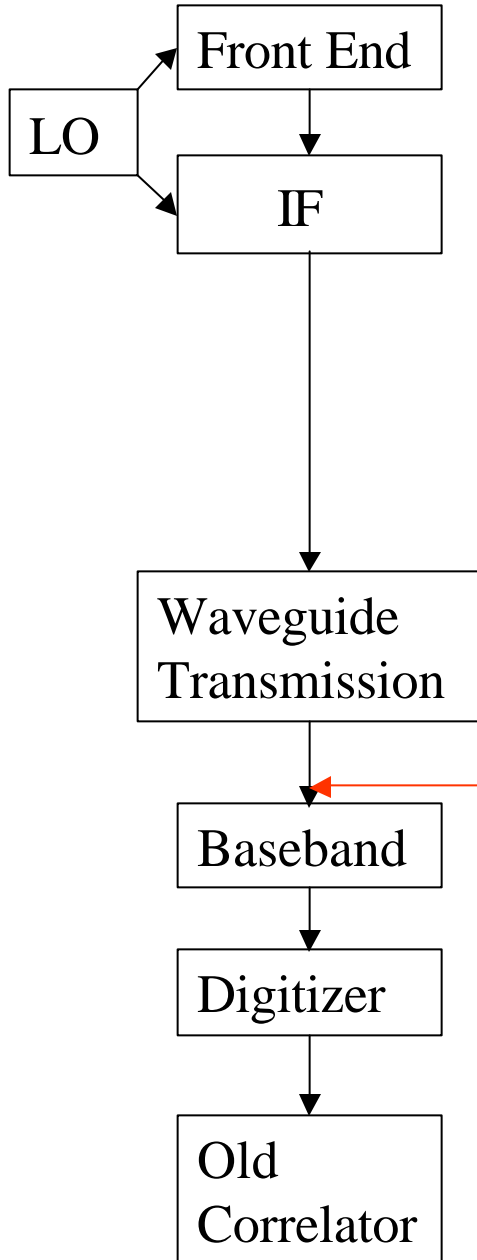 Front End
LO
IF
Waveguide
Transmission
Baseband
Digitizer
Old
Correlator